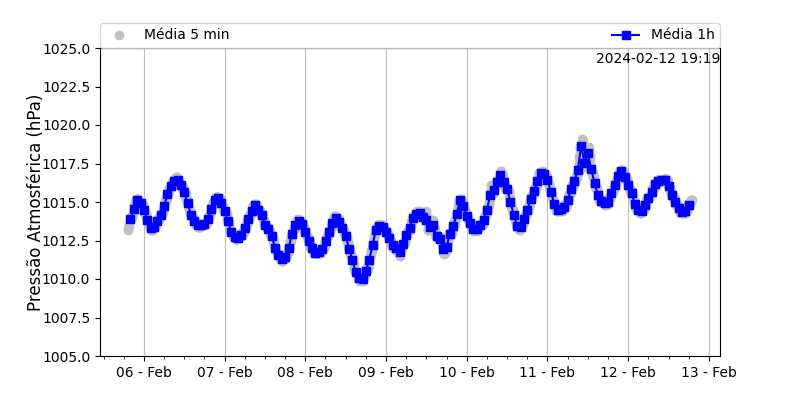 Média 5 min
Média 1h
2024-02-12 19:19
Pressão Atmosférica (hPa)
1025.0
1022.5
1020.0
1017.5
1015.0
1012.5
1010.0
1007.5
1005.0
06 - Feb
07 - Feb
08 - Feb
09 - Feb
10 - Feb
11 - Feb
12 - Feb
13 - Feb